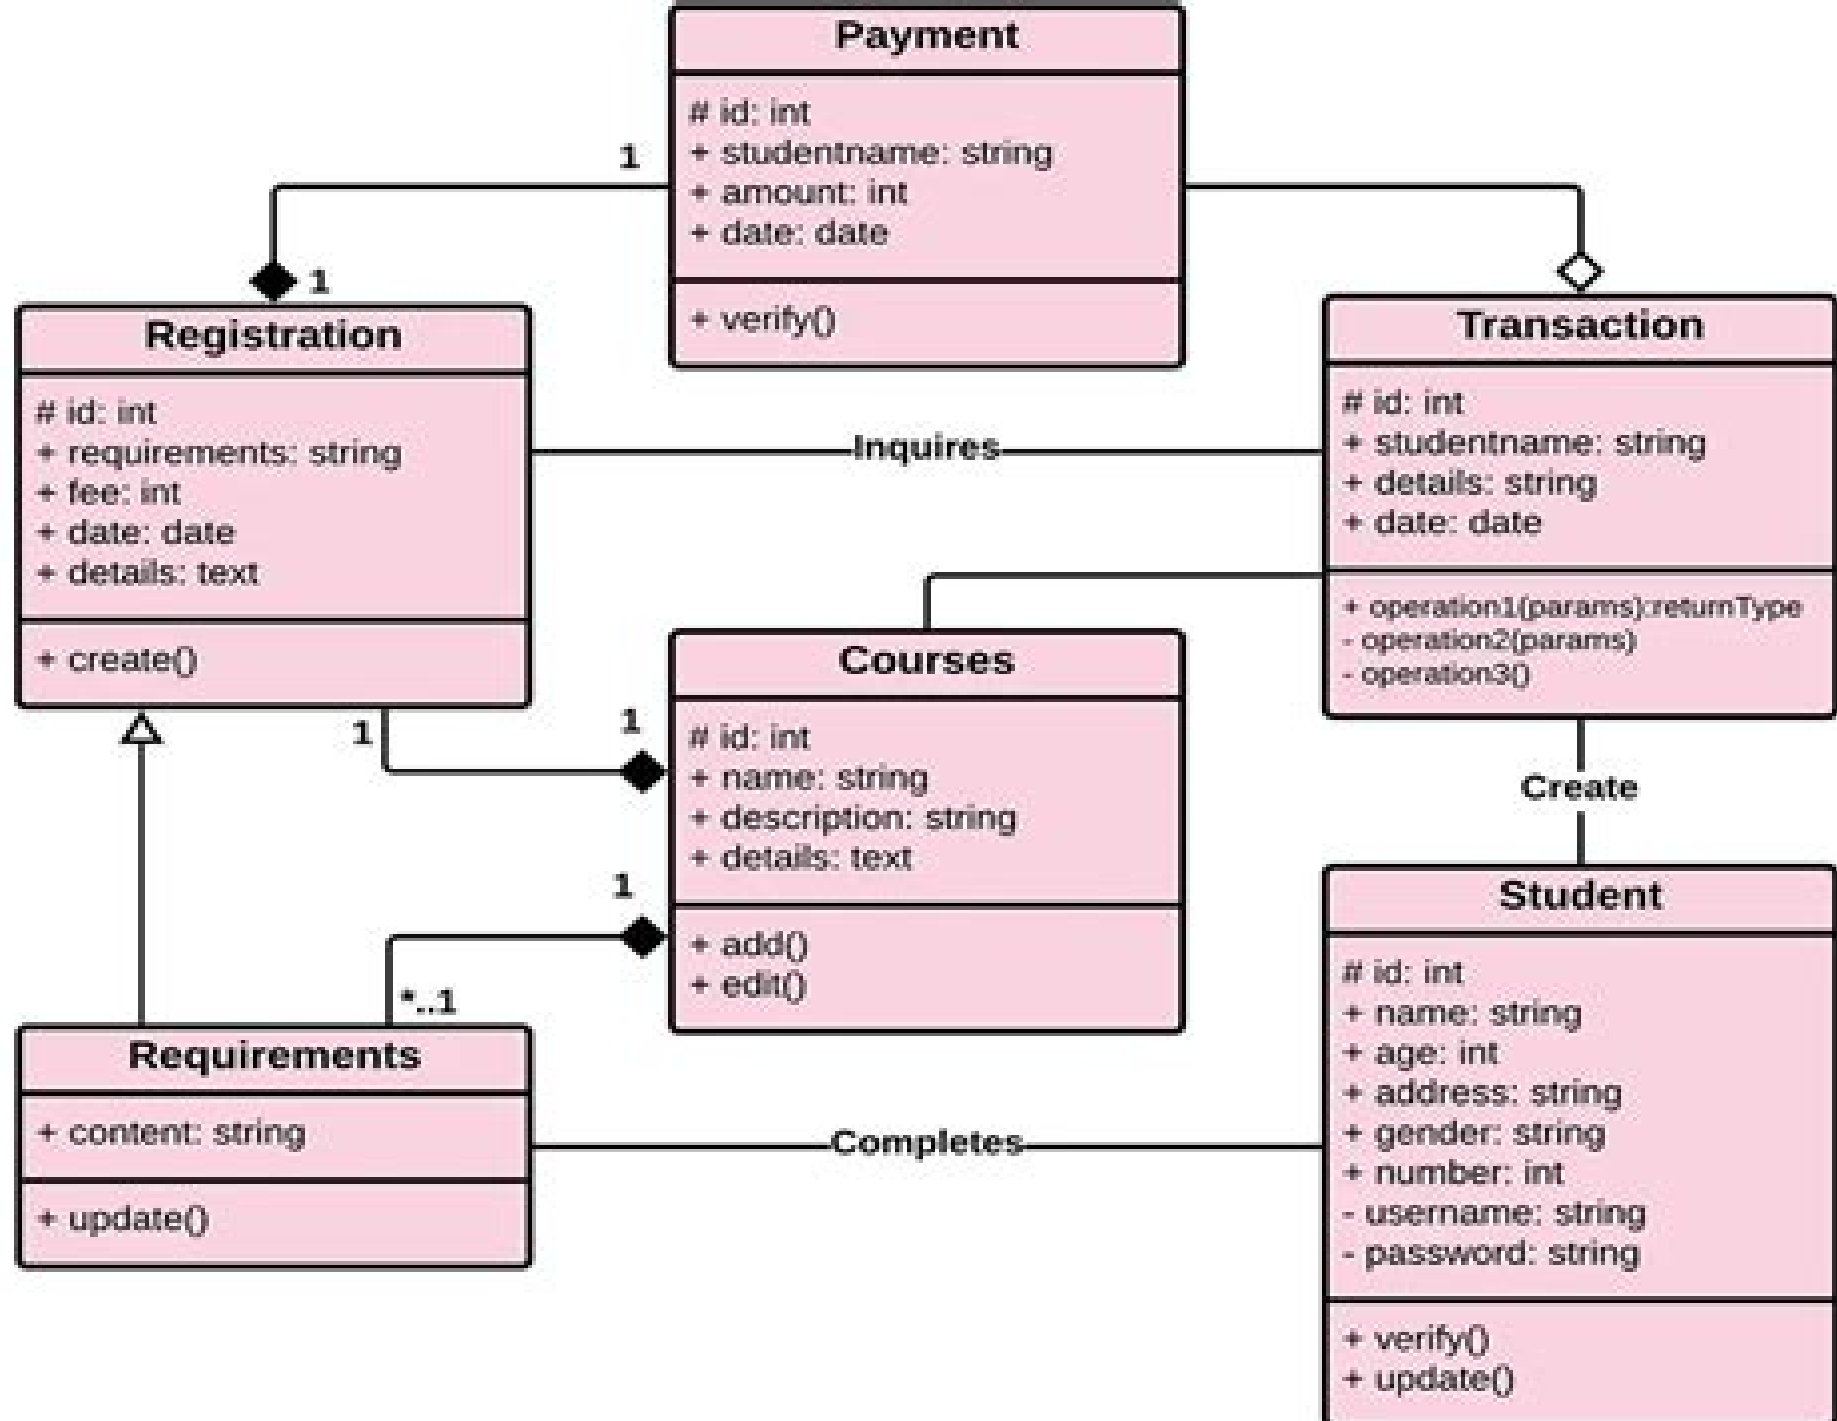 Payment
# id: int
+ studentname: string
+ amount: int
+ date: date
+ verify()
1
1
Registration
# id: int
+ requirements: string
+ fee: int
+ date: date
+ details: text
+ create()
Inquires
Transaction
# id: int
+ studentname: string
+ details: string
+ date: date
+ operation1(params):returnType
- operation2(params)
- operation3()
1
1
Courses
# id: int
+ name: string
+ description: string
+ details: text
+ add()
+ edit()
1
*..1
Create
Requirements
+ content: string
+ update()
Completes
Student
# id: int
+ name: string
+ age: int
+ address: string
+ gender: string
+ number: int
- username: string
- password: string
+ verify()
+ update()